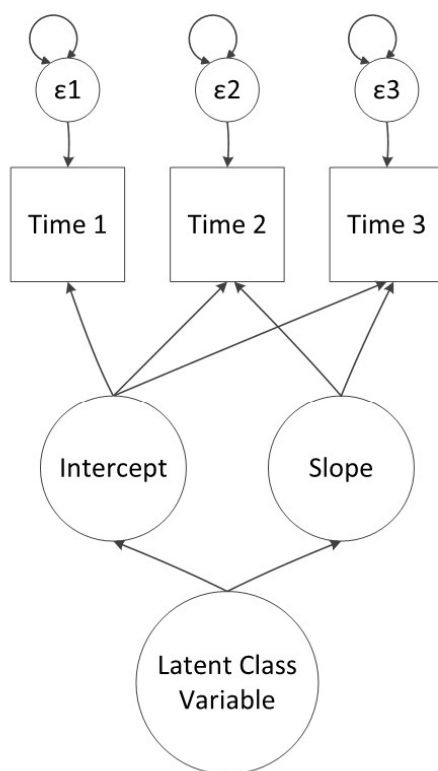 ε1
ε2
ε3
Time 1
Time 2
Time 3
Intercept
Slope
Latent Class
Variable